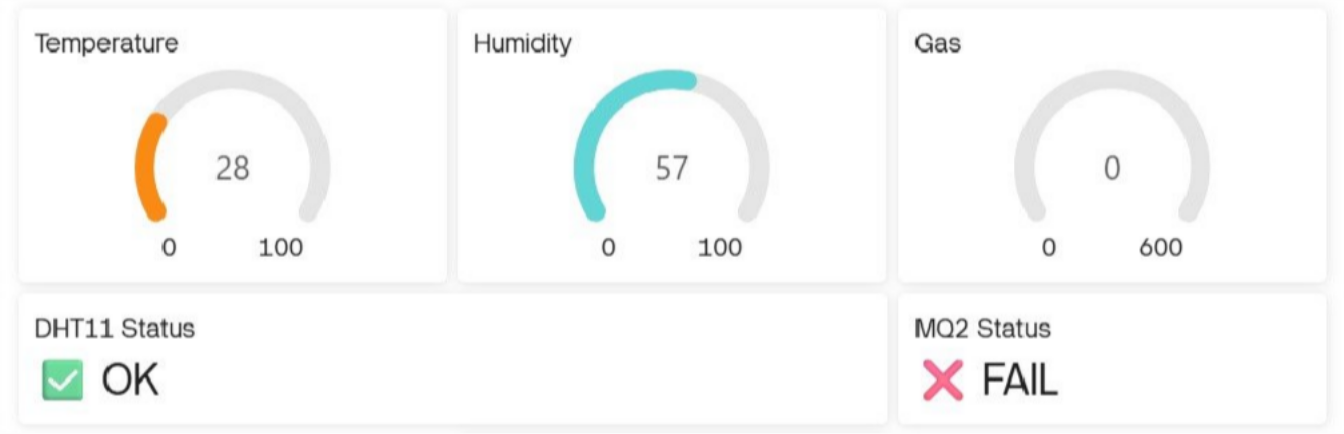 Temperature
28
0 100
Humidity
57
0 100
Gas
0
0 600
DHT11 Status
OK
MQ2 Status
FAIL